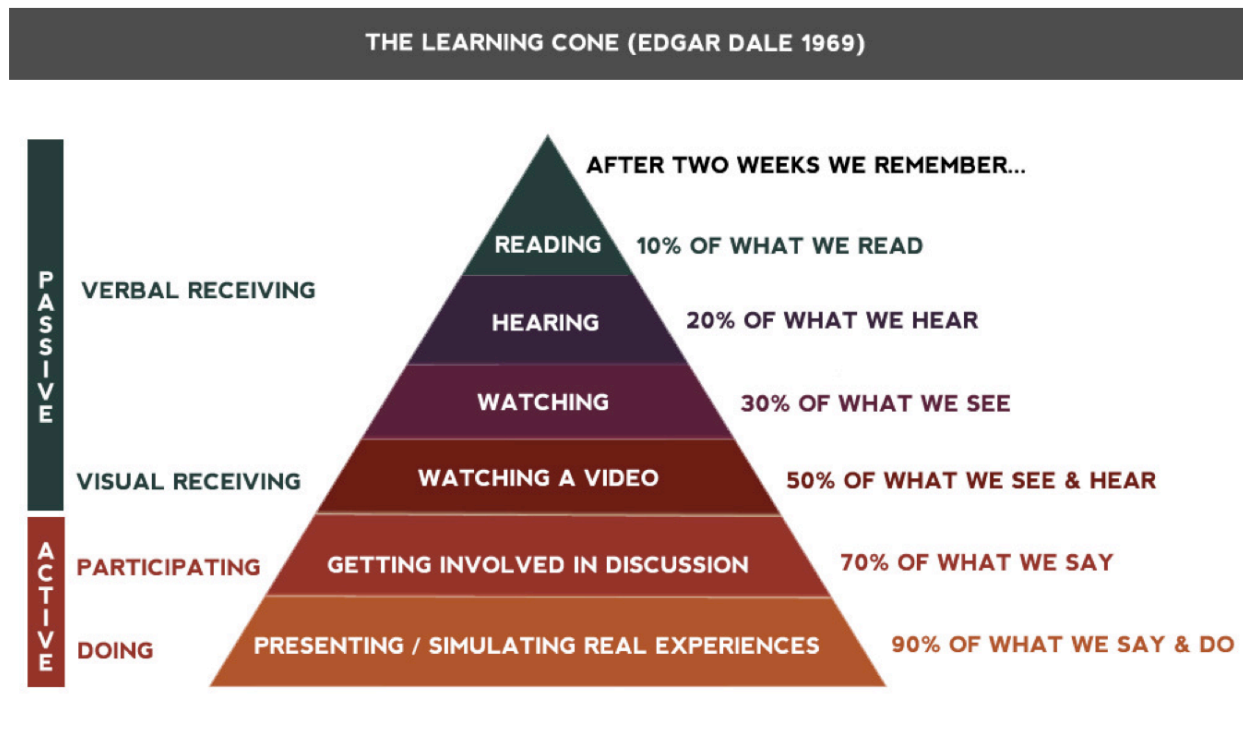 THE LEARNING CONE (EDGAR DALE 1969)
AFTER TWO WEEKS WE REMEMBER...
PASSIVE
VERBAL RECEIVING
READING
10% OF WHAT WE READ
HEARING
20% OF WHAT WE HEAR
WATCHING
30% OF WHAT WE SEE
VISUAL RECEIVING
WATCHING A VIDEO
50% OF WHAT WE SEE & HEAR
ACTIVE
PARTICIPATING
GETTING INVOLVED IN DISCUSSION
70% OF WHAT WE SAY
DOING
PRESENTING / SIMULATING REAL EXPERIENCES
90% OF WHAT WE SAY & DO